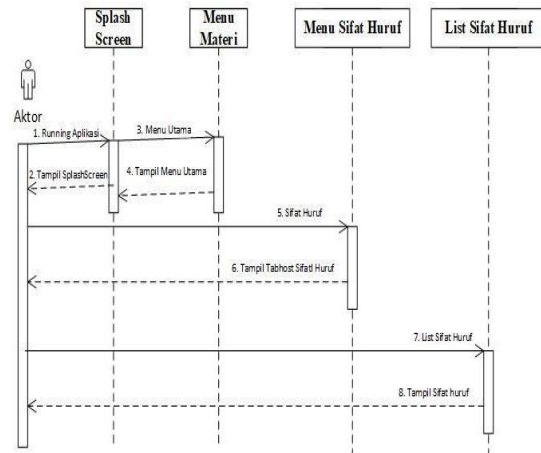 Splash
Screen
Menu
Materi
Menu Sifat Huruf
List Sifat Huruf
Aktor
1. Running Aplikasi
3. Menu Utama
2. Tampil SplashScreen
4. Tampil Menu Utama
5. Sifat Huruf
6. Tampil Tabhost Sifatl Huruf
7. List Sifat Huruf
8. Tampil Sifat huruf